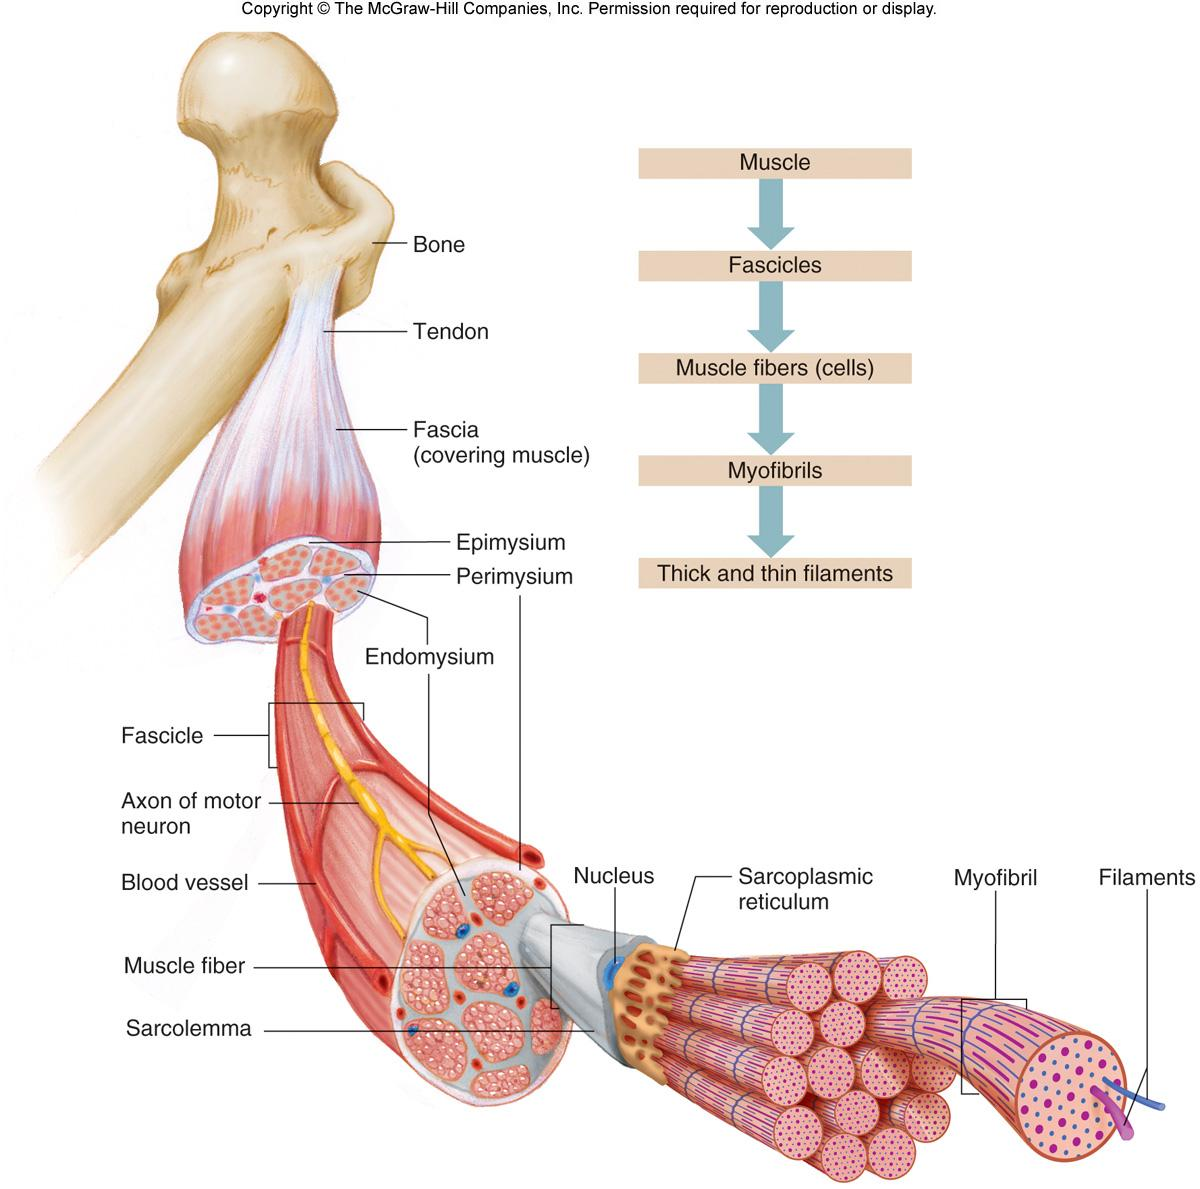 Copyright © The McGraw-Hill Companies, Inc. Permission required for reproduction or display.
Muscle
Fascicles
Muscle fibers (cells)
Myofibrils
Thick and thin filaments
Bone
Tendon
Fascia
(covering muscle)
Epimysium
Perimysium
Endomysium
Fascicle
Axon of motor
neuron
Blood vessel
Muscle fiber
Sarcolemma
Nucleus
Sarcoplasmic
reticulum
Myofibril
Filaments